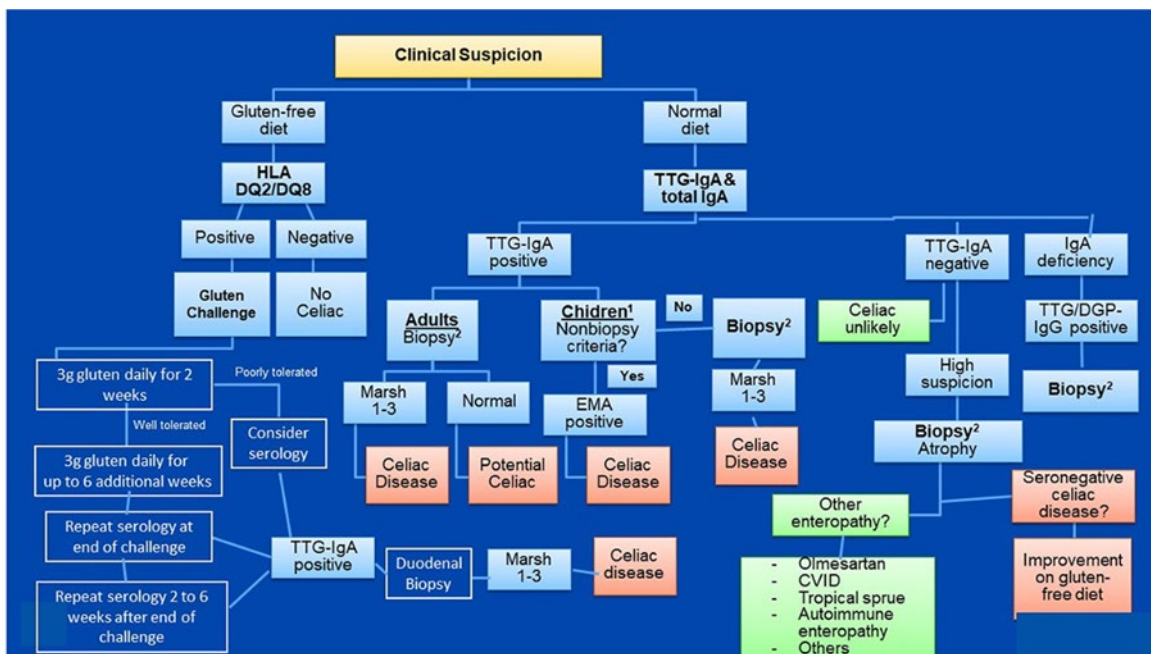 Clinical Suspicion
Gluten-free
diet
Normal
diet
HLA
DQ2/DQ8
TTG-IgA &
total IgA
Positive
Negative
TTG-IgA
positive
TTG-IgA
negative
IgA
deficiency
Gluten
Challenge
No
Celiac
Adults
Biopsy²
Chidren¹
Nonbiopsy
criteria?
No
Biopsy²
Celiac
unlikely
TTG/DGP-
IgG positive
3g gluten daily for 2
weeks
Poorly tolerated
Marsh
1-3
Normal
Yes
EMA
positive
Marsh
1-3
High
suspicion
Biopsy²
Well tolerated
Consider
serology
Biopsy²
Atrophy
3g gluten daily for
up to 6 additional weeks
Celiac
Disease
Potential
Celiac
Celiac
Disease
Celiac
Disease
Other
enteropathy?
Seronegative
celiac
disease?
Repeat serology at
end of challenge
TTG-IgA
positive
Duodenal
Biopsy
Marsh
1-3
Celiac
disease
Repeat serology 2 to 6
weeks after end of
challenge
- Olmesartan
- CVID
- Tropical sprue
- Autoimmune
enteropathy
- Others
Improvement
on gluten-
free diet